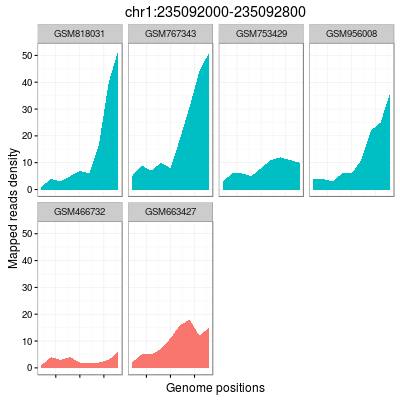 chr1:235092000-235092800
GSM818031 GSM767343 GSM753429 GSM956008
50
40
30
20
10
0
GSM466732 GSM663427
50
40
30
20
10
0
Mapped reads density
Genome positions